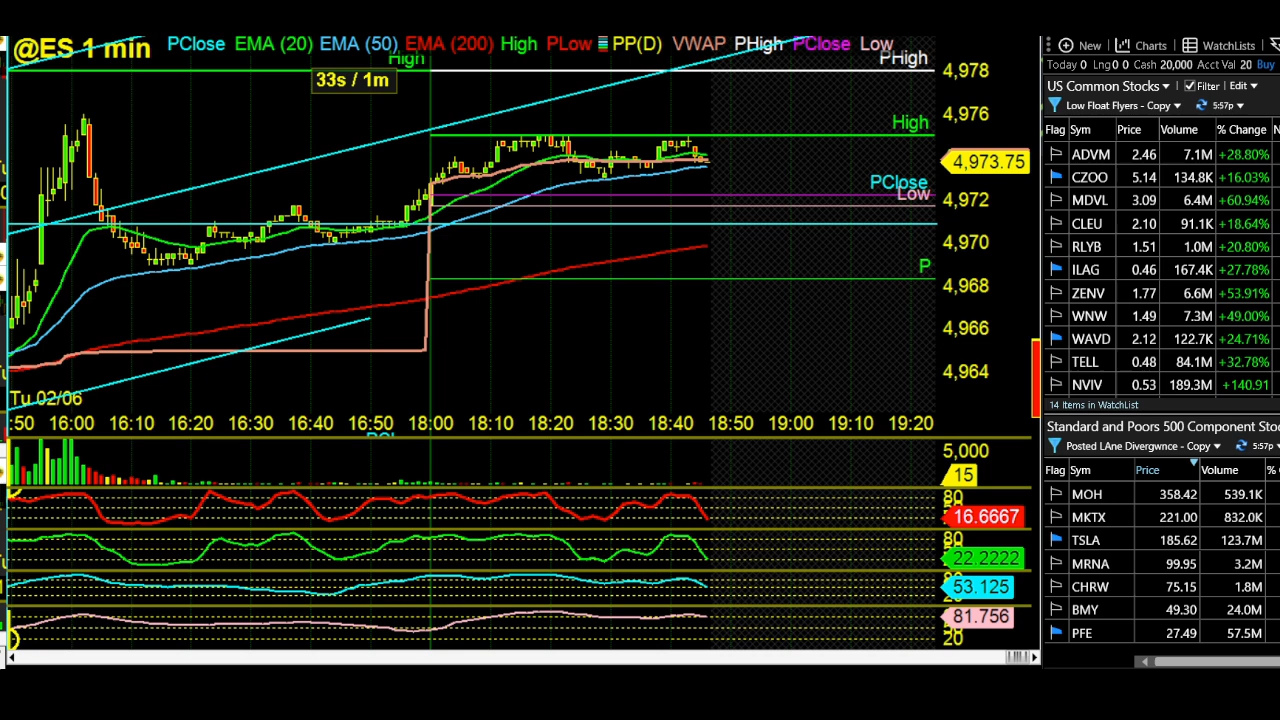 @ES 1 min PClose EMA (20) EMA (50) EMA (200) High PLow PP(D) VWAP PHigh PClose Low
High
PHigh
33s / 1m
High
PClose
Low
P
4,978
4,976
4,973.75
4,972
4,970
4,968
4,966
4,964
Tu 02/06
:50 16:00 16:10 16:20 16:30 16:40 16:50 18:00 18:10 18:20 18:30 18:40 18:50 19:00 19:10 19:20
5,000
15
80
16.6667
80
22.2222
53.125
81.756
20
New Charts WatchLists
Today 0 Lng 0 0 Cash 20,000 Acct Val 20 Buy
US Common Stocks Filter Edit
Low Float Flyers - Copy 5:57p
Flag Sym Price Volume % Change N
ADVM 2.46 7.1M +28.80%
CZOO 5.14 134.8K +16.03%
MDVL 3.09 6.4M +60.94%
CLEU 2.10 91.1K +18.64%
RLYB 1.51 1.0M +20.80%
ILAG 0.46 167.4K +27.78%
ZENV 1.77 6.6M +53.91%
WNW 1.49 7.3M +49.00%
WAVD 2.12 122.7K +24.71%
TELL 0.48 84.1M +32.78%
NVIV 0.53 189.3M +140.91
14 Items in WatchList
Standard and Poors 500 Component Stoc
Posted LAne Divergwnce - Copy 5:57p
Flag Sym Price Volume %
MOH 358.42 539.1K
MKTX 221.00 832.0K
TSLA 185.62 123.7M
MRNA 99.95 3.2M
CHRW 75.15 1.8M
BMY 49.30 24.0M
PFE 27.49 57.5M